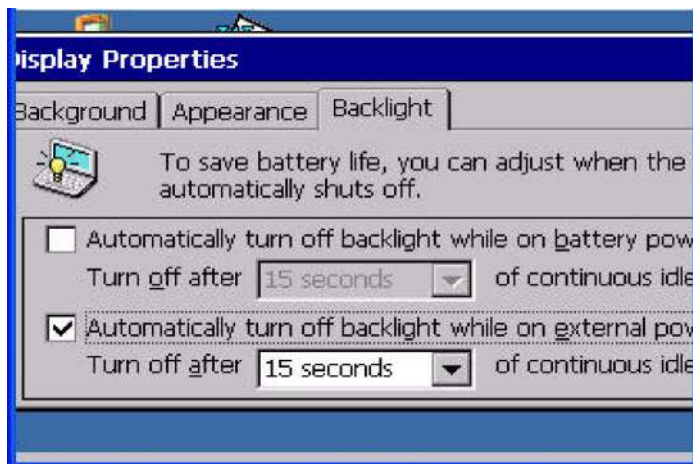 Display Properties
Background Appearance Backlight
To save battery life, you can adjust when the
automatically shuts off.
Automatically turn off backlight while on battery pow
Turn off after 15 seconds of continuous idle
Automatically turn off backlight while on external pow
Turn off after 15 seconds of continuous idle